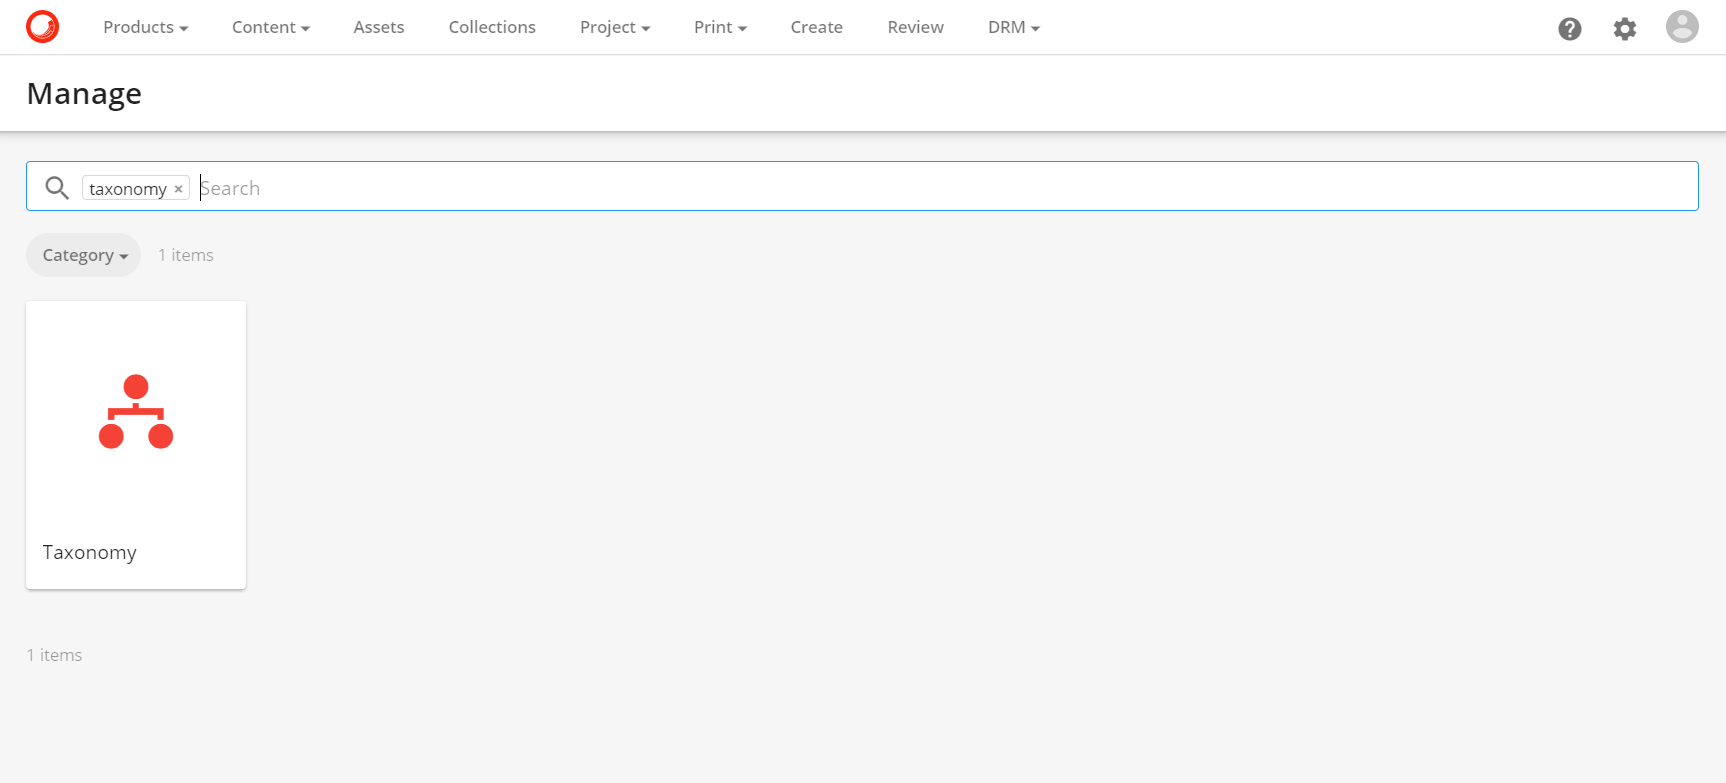 Products Content Assets Collections Project Print Create Review DRM
Manage
taxonomy × Search
Category 1 items
Taxonomy
1 items